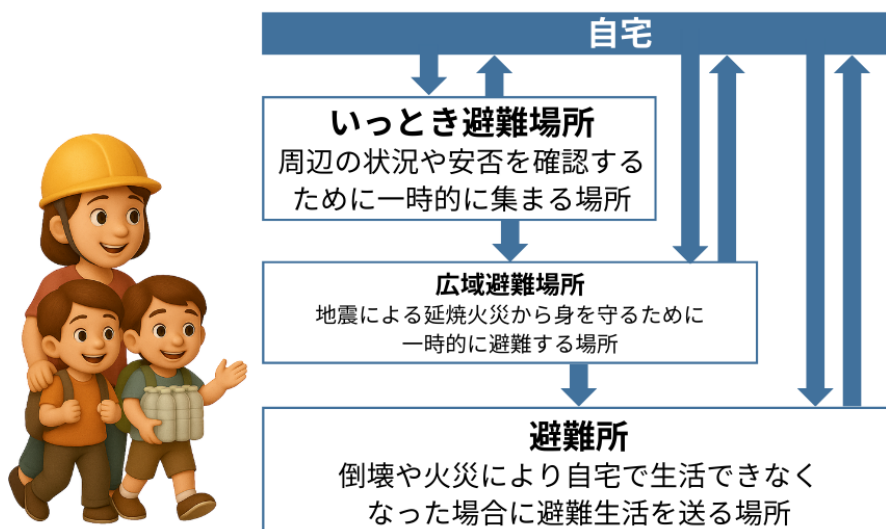 自宅
いっとき避難場所
周辺の状況や安否を確認する
ために一時的に集まる場所
広域避難場所
地震による延焼火災から身を守るために
一時的に避難する場所
避難所
倒壊や火災により自宅で生活できなく
なった場合に避難生活を送る場所